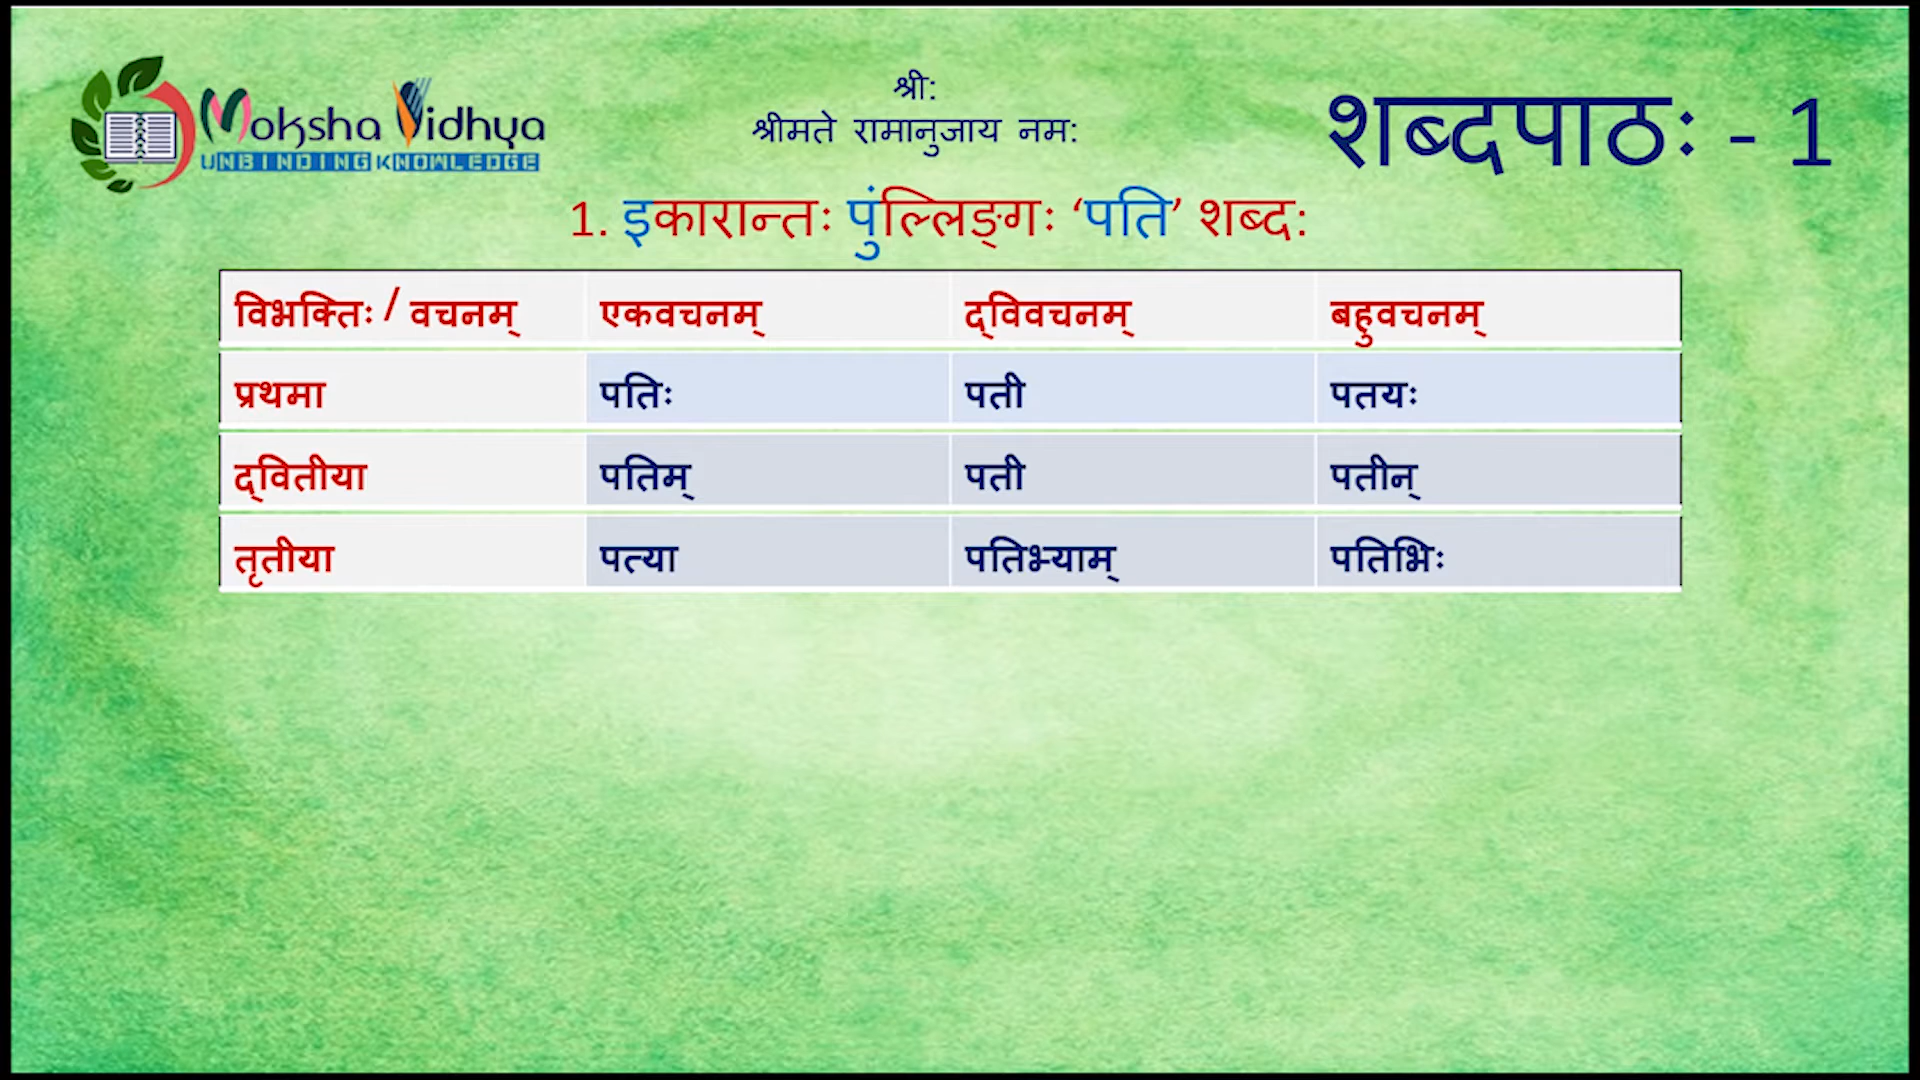 Moksha Vidhya
UNBINDING KNOWLEDGE
श्री:
श्रीमते रामानुजाय नम:
शब्दपाठः - 1
1. इकारान्तः पुंल्लिङ्गः ‘पति’ शब्द:
विभक्तिः / वचनम् एकवचनम् द्विवचनम् बहुवचनम्
प्रथमा पतिः पती पतयः
द्वितीया पतिम् पती पतीन्
तृतीया पत्या पतिभ्याम् पतिभिः